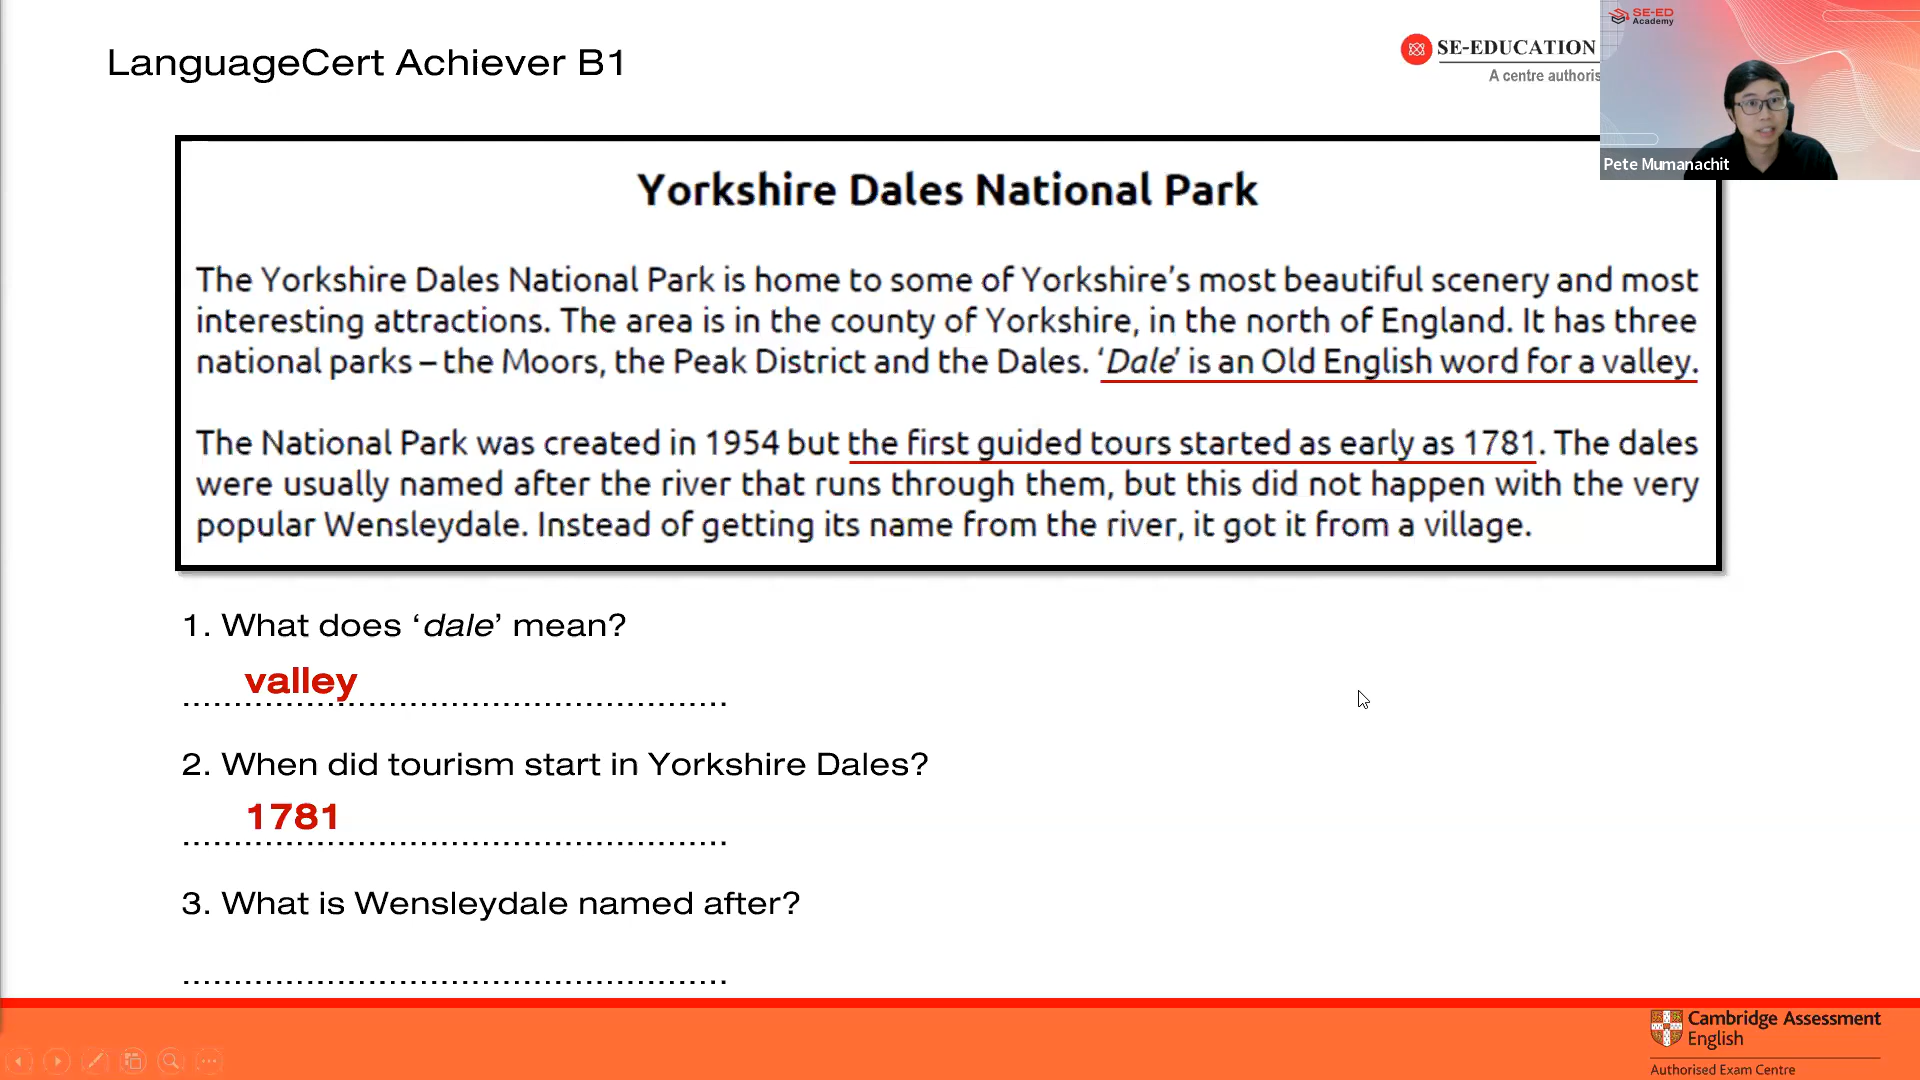 LanguageCert Achiever B1
SE-EDUCATION
A centre authoris
SE-ED
Academy
Pete Mumanachit
Yorkshire Dales National Park
The Yorkshire Dales National Park is home to some of Yorkshire’s most beautiful scenery and most
interesting attractions. The area is in the county of Yorkshire, in the north of England. It has three
national parks – the Moors, the Peak District and the Dales. ‘Dale’ is an Old English word for a valley.
The National Park was created in 1954 but the first guided tours started as early as 1781. The dales
were usually named after the river that runs through them, but this did not happen with the very
popular Wensleydale. Instead of getting its name from the river, it got it from a village.
1. What does ‘dale’ mean?
valley
2. When did tourism start in Yorkshire Dales?
1781
3. What is Wensleydale named after?
Cambridge Assessment
English
Authorised Exam Centre